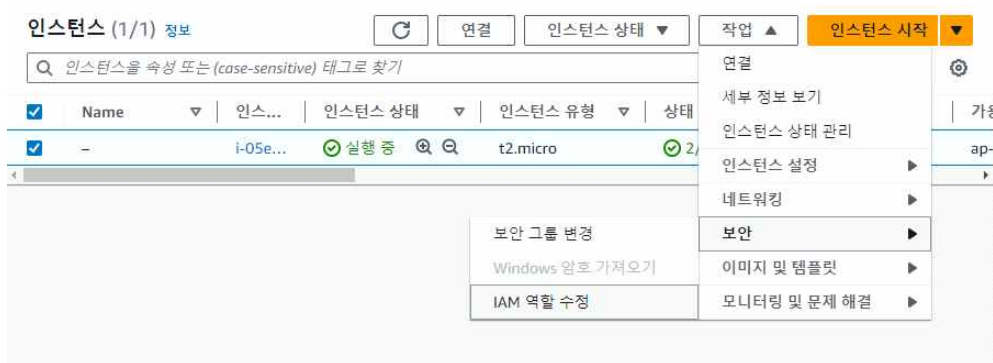 인스턴스 (1/1) 정보
연결
인스턴스 상태 ▼
작업 ▲
인스턴스 시작 ▼
인스턴스을 속성 또는 (case-sensitive) 태그로 찾기
Name
인스...
인스턴스 상태
인스턴스 유형
상태
–
i-05e...
실행 중
t2.micro
2/
ap-
연결
세부 정보 보기
인스턴스 상태 관리
인스턴스 설정
네트워킹
보안
이미지 및 템플릿
모니터링 및 문제 해결
보안 그룹 변경
Windows 암호 가져오기
IAM 역할 수정